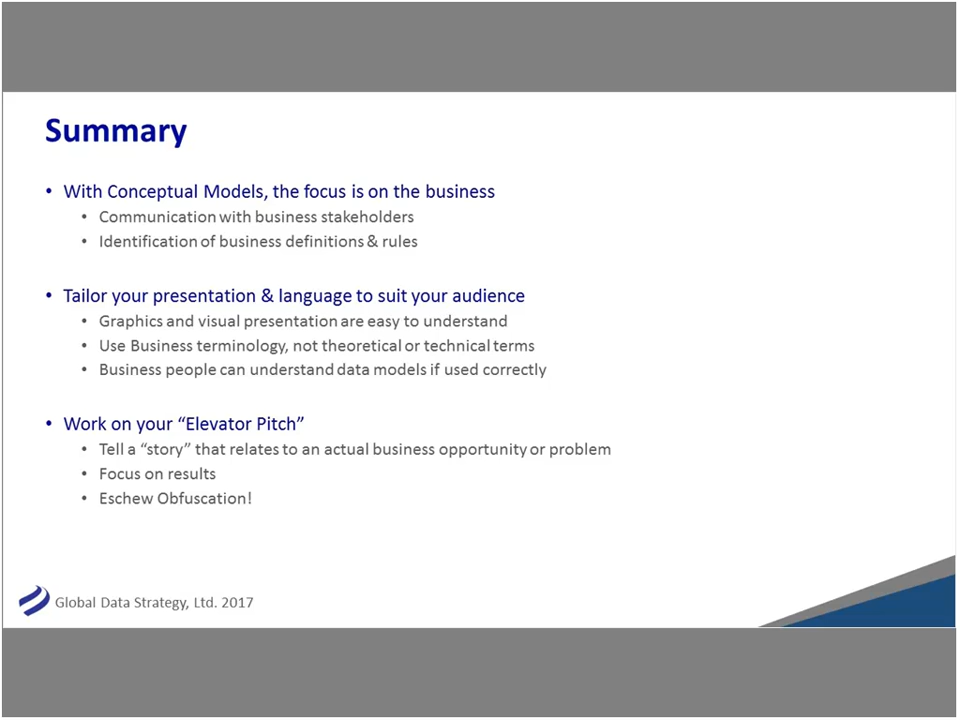 Summary
• With Conceptual Models, the focus is on the business
• Communication with business stakeholders
• Identification of business definitions & rules
• Tailor your presentation & language to suit your audience
• Graphics and visual presentation are easy to understand
• Use Business terminology, not theoretical or technical terms
• Business people can understand data models if used correctly
• Work on your “Elevator Pitch”
• Tell a “story” that relates to an actual business opportunity or problem
• Focus on results
• Eschew Obfuscation!
Global Data Strategy, Ltd. 2017